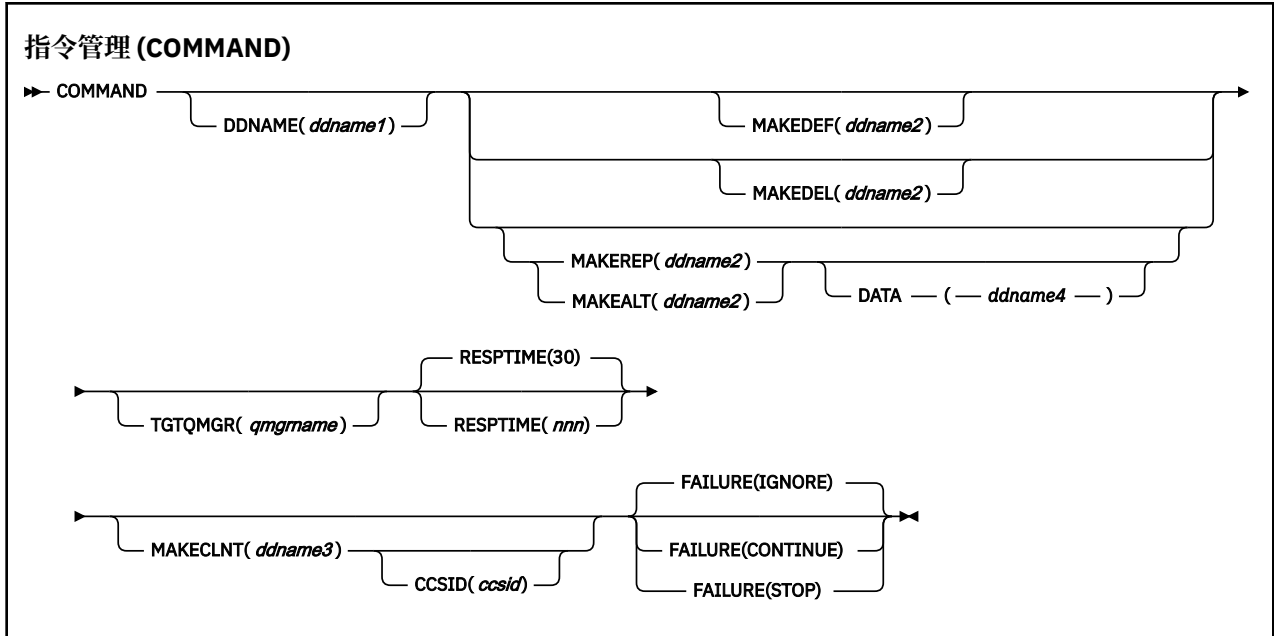 指令管理 (COMMAND)
COMMAND
DDNAME( ddname1 )
MAKEDEF( ddname2 )
MAKEDEL( ddname2 )
MAKEREP( ddname2 )
MAKEALT( ddname2 )
DATA ( ddname4 )
TGTQMGR( qmgrname )
RESPTIME(30)
RESPTIME( nnn)
MAKECLNT( ddname3 )
CCSID( ccsid)
FAILURE(IGNORE)
FAILURE(CONTINUE)
FAILURE(STOP)